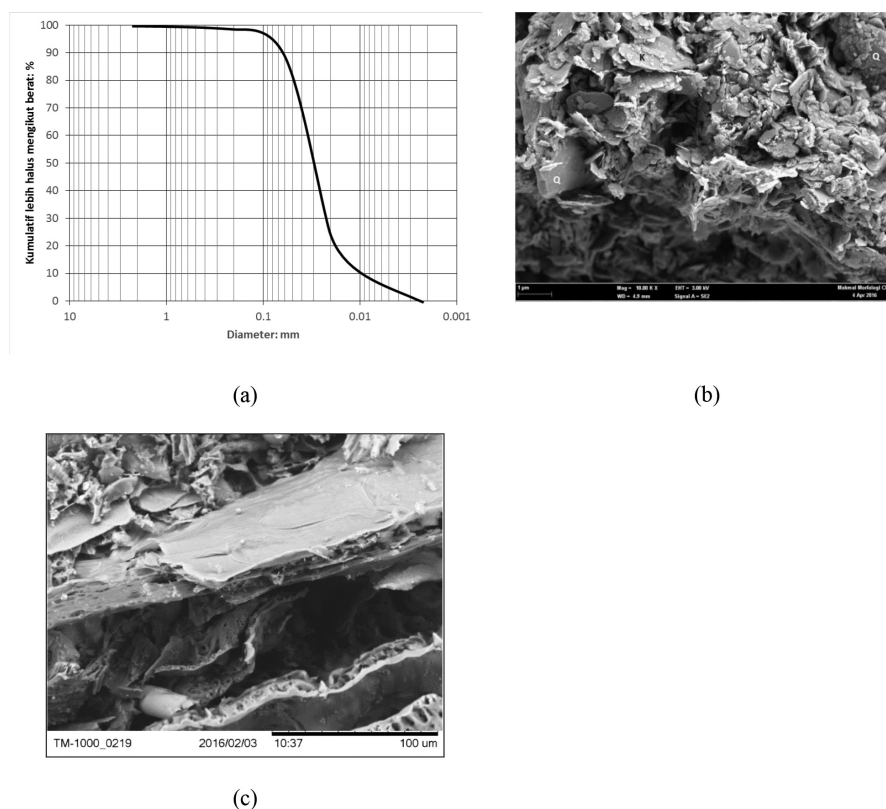 Kumulatif lebih halus mengikut berat: %
100
90
80
70
60
50
40
30
20
10
0
10
1
0.1
0.01
0.001
Diameter: mm
(a)
K
K
Q
Q
1 µm
Mag = 10.00 K X
EHT = 3.00 kV
WD = 4.9 mm
Signal A = SE2
Makmal Morfologi
4 Apr 2016
(b)
TM-1000_0219
2016/02/03
10:37
100 um
(c)